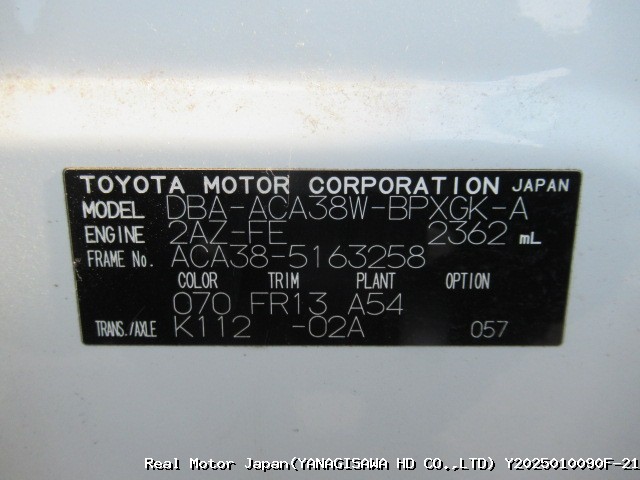 TOYOTA MOTOR CORPORATION JAPAN
MODEL DBA-ACA38W-BPXGK-A
ENGINE 2AZ-FE 2362 mL
FRAME No. ACA38-5163258
COLOR TRIM PLANT OPTION
070 FR13 A54
TRANS./AXLE K112 -02A 057
Real Motor Japan(YANAGISAWA HD CO.,LTD) Y2025010090F-21